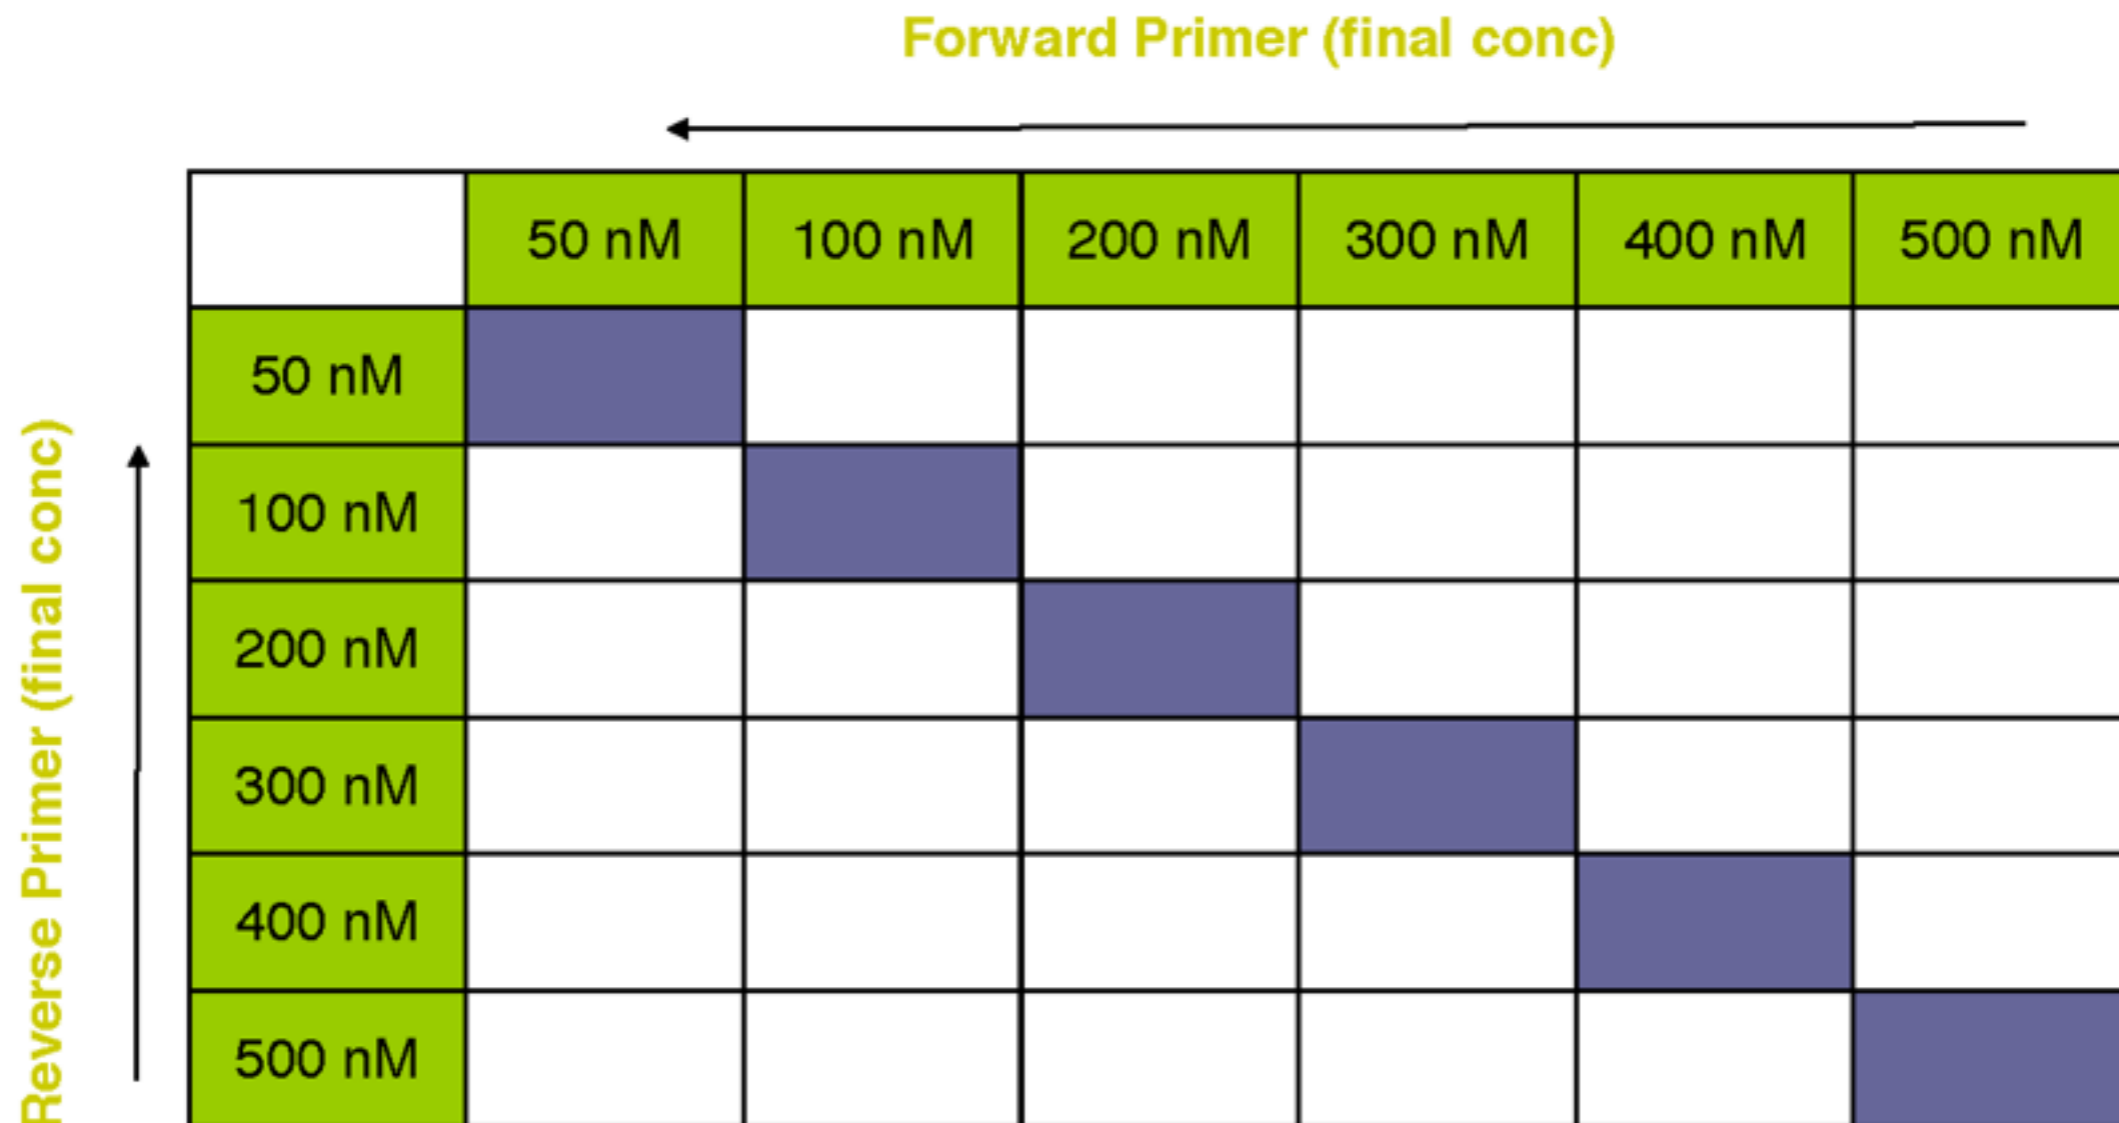 Forward Primer (final conc)
50 nM 100 nM 200 nM 300 nM 400 nM 500 nM
Reverse Primer (final conc)
50 nM
100 nM
200 nM
300 nM
400 nM
500 nM